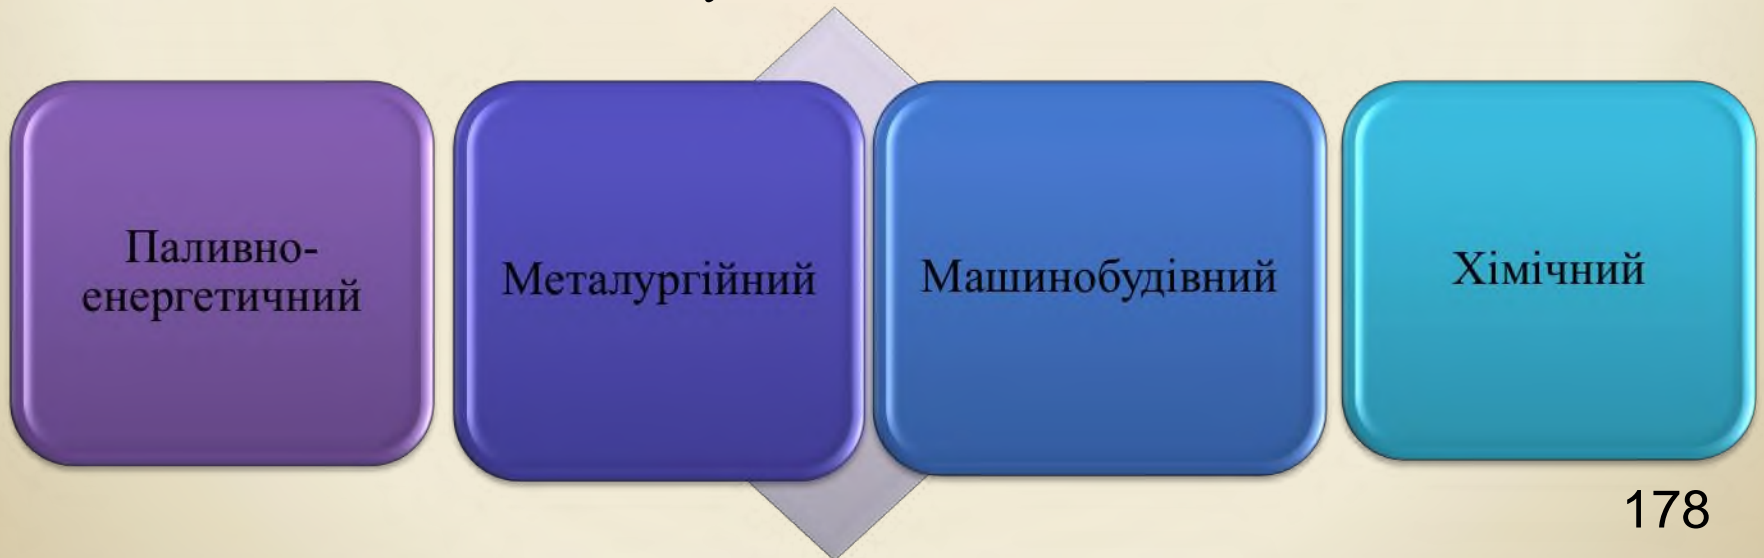 Паливно-
енергетичний
Металургійний
Машинобудівний
Хімічний
178